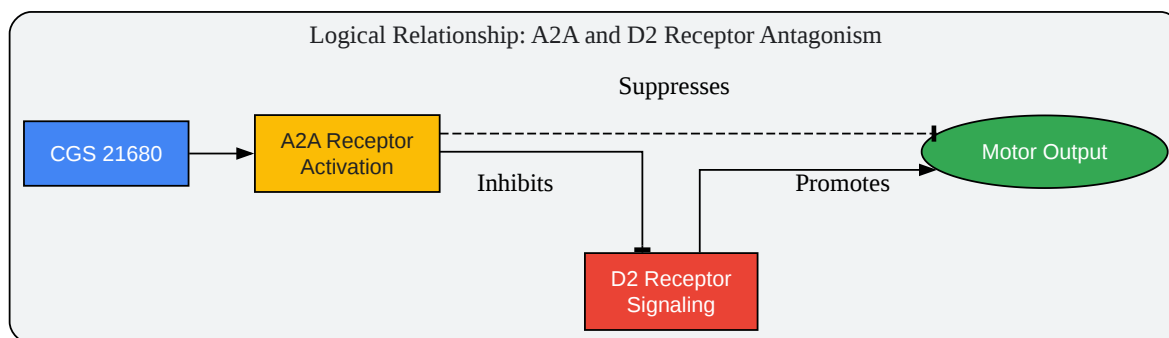 Logical Relationship: A2A and D2 Receptor Antagonism
Suppresses
CGS 21680
A2A Receptor
Activation
Motor Output
Inhibits
Promotes
D2 Receptor
Signaling